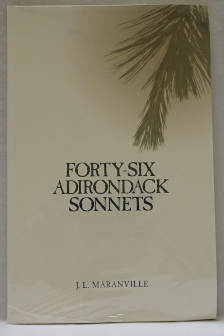 FORTY-SIX
ADIRONDACK
SONNETS
J. L. MARANVILLE